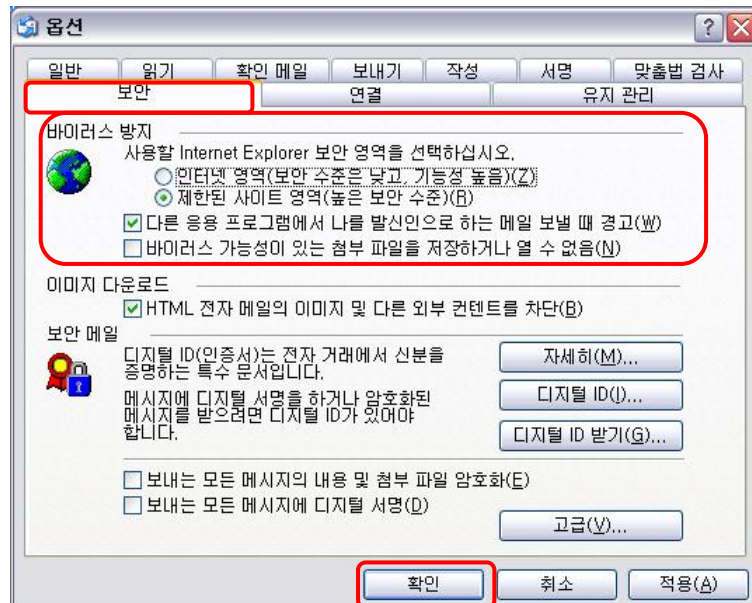 옵션
일반 읽기 확인 메일 보내기 작성 서명 맞춤법 검사
보안 연결 유지 관리
바이러스 방지
사용할 Internet Explorer 보안 영역을 선택하십시오.
인터넷 영역(보안 수준은 낮고, 기능성 높음)(Z)
제한된 사이트 영역(높은 보안 수준)(R)
다른 응용 프로그램에서 나를 발신인으로 하는 메일 보낼 때 경고(W)
바이러스 가능성이 있는 첨부 파일을 저장하거나 열 수 없음(N)
이미지 다운로드
HTML 전자 메일의 이미지 및 다른 외부 컨텐트를 차단(B)
보안 메일
디지털 ID(인증서)는 전자 거래에서 신분을
증명하는 특수 문서입니다.
자세히(M)...
메시지에 디지털 서명을 하거나 암호화된
메시지를 받으려면 디지털 ID가 있어야
합니다.
디지털 ID(I)...
디지털 ID 받기(G)...
보내는 모든 메시지의 내용 및 첨부 파일 암호화(E)
보내는 모든 메시지에 디지털 서명(D)
고급(V)...
확인 취소 적용(A)